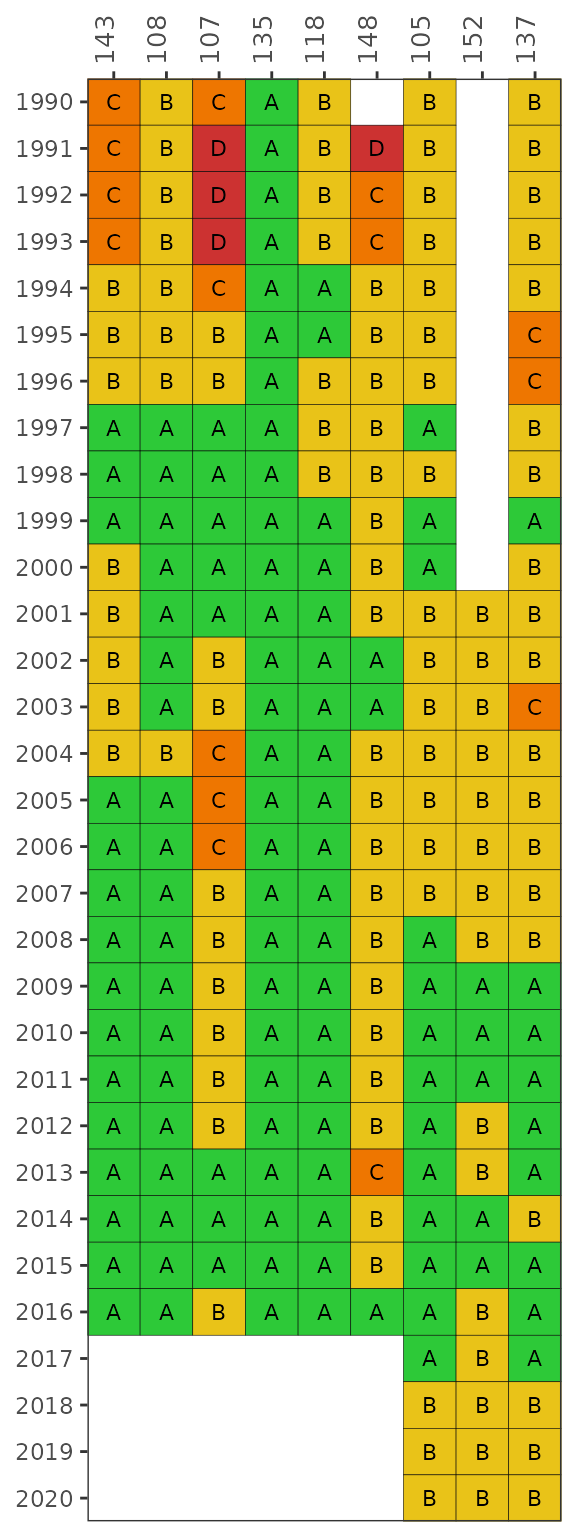 143 108 107 135 118 148 105 152 137
1990 C B C A B B B
1991 C B D A B D B B
1992 C B D A B C B B
1993 C B D A B C B B
1994 B B C A A B B B
1995 B B B A A B B C
1996 B B B A B B B C
1997 A A A A B B A B
1998 A A A A B B B B
1999 A A A A A B A A
2000 B A A A A B A B
2001 B A A A A B B B B
2002 B A B A A A B B B
2003 B A B A A A B B C
2004 B B C A A B B B B
2005 A A C A A B B B B
2006 A A C A A B B B B
2007 A A B A A B B B B
2008 A A B A A B A B B
2009 A A B A A B A A A
2010 A A B A A B A A A
2011 A A B A A B A A A
2012 A A B A A B A B A
2013 A A A A A C A B A
2014 A A A A A B A A B
2015 A A A A A B A A A
2016 A A B A A A A B A
2017 A B A
2018 B B B
2019 B B B
2020 B B B